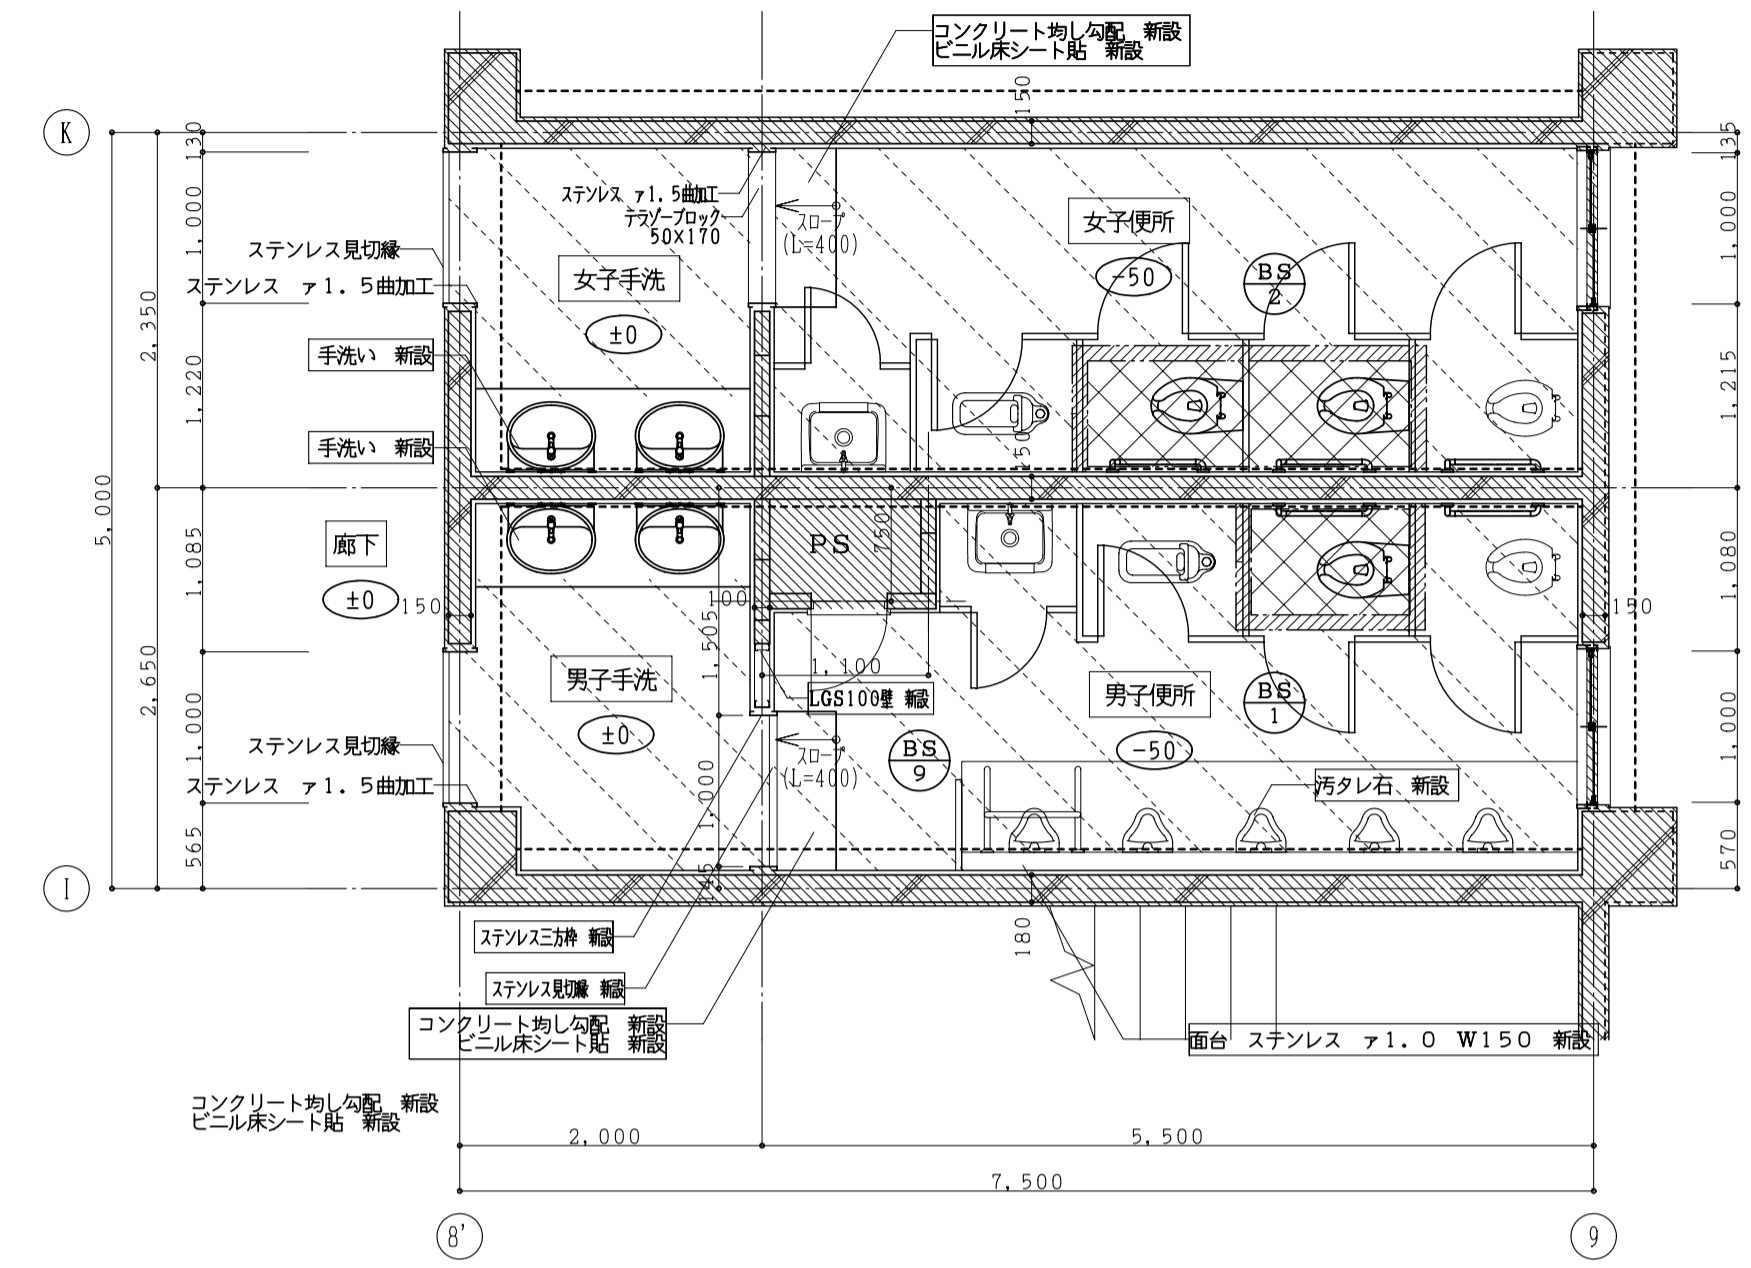 コンクリート均し勾配　新設
ビニル床シート貼　新設
150
K
130
135
ステンレス　ァ1.5曲加工
テラゾーブロック
50×170
スロープ
(L=400)
女子便所
1,000
1,000
ステンレス見切縁
ステンレス　ァ1.5曲加工
女子手洗
-50
BS
2
±0
2,350
手洗い　新設
1,220
1,215
手洗い　新設
150
5,000
廊下
±0
150
PS
750
1,085
1,080
100
150
1,505
2,650
男子手洗
±0
1,100
LGS100壁　新設
男子便所
BS
1
-50
ステンレス見切縁
ステンレス　ァ1.5曲加工
1,000
1,000
スロープ
(L=400)
BS
9
1,000
汚タレ石　新設
565
570
145
I
180
ステンレス三方枠　新設
ステンレス見切縁　新設
コンクリート均し勾配　新設
ビニル床シート貼　新設
面台　ステンレス　ァ1.0　W150　新設
コンクリート均し勾配　新設
ビニル床シート貼　新設
2,000
5,500
7,500
8'
9